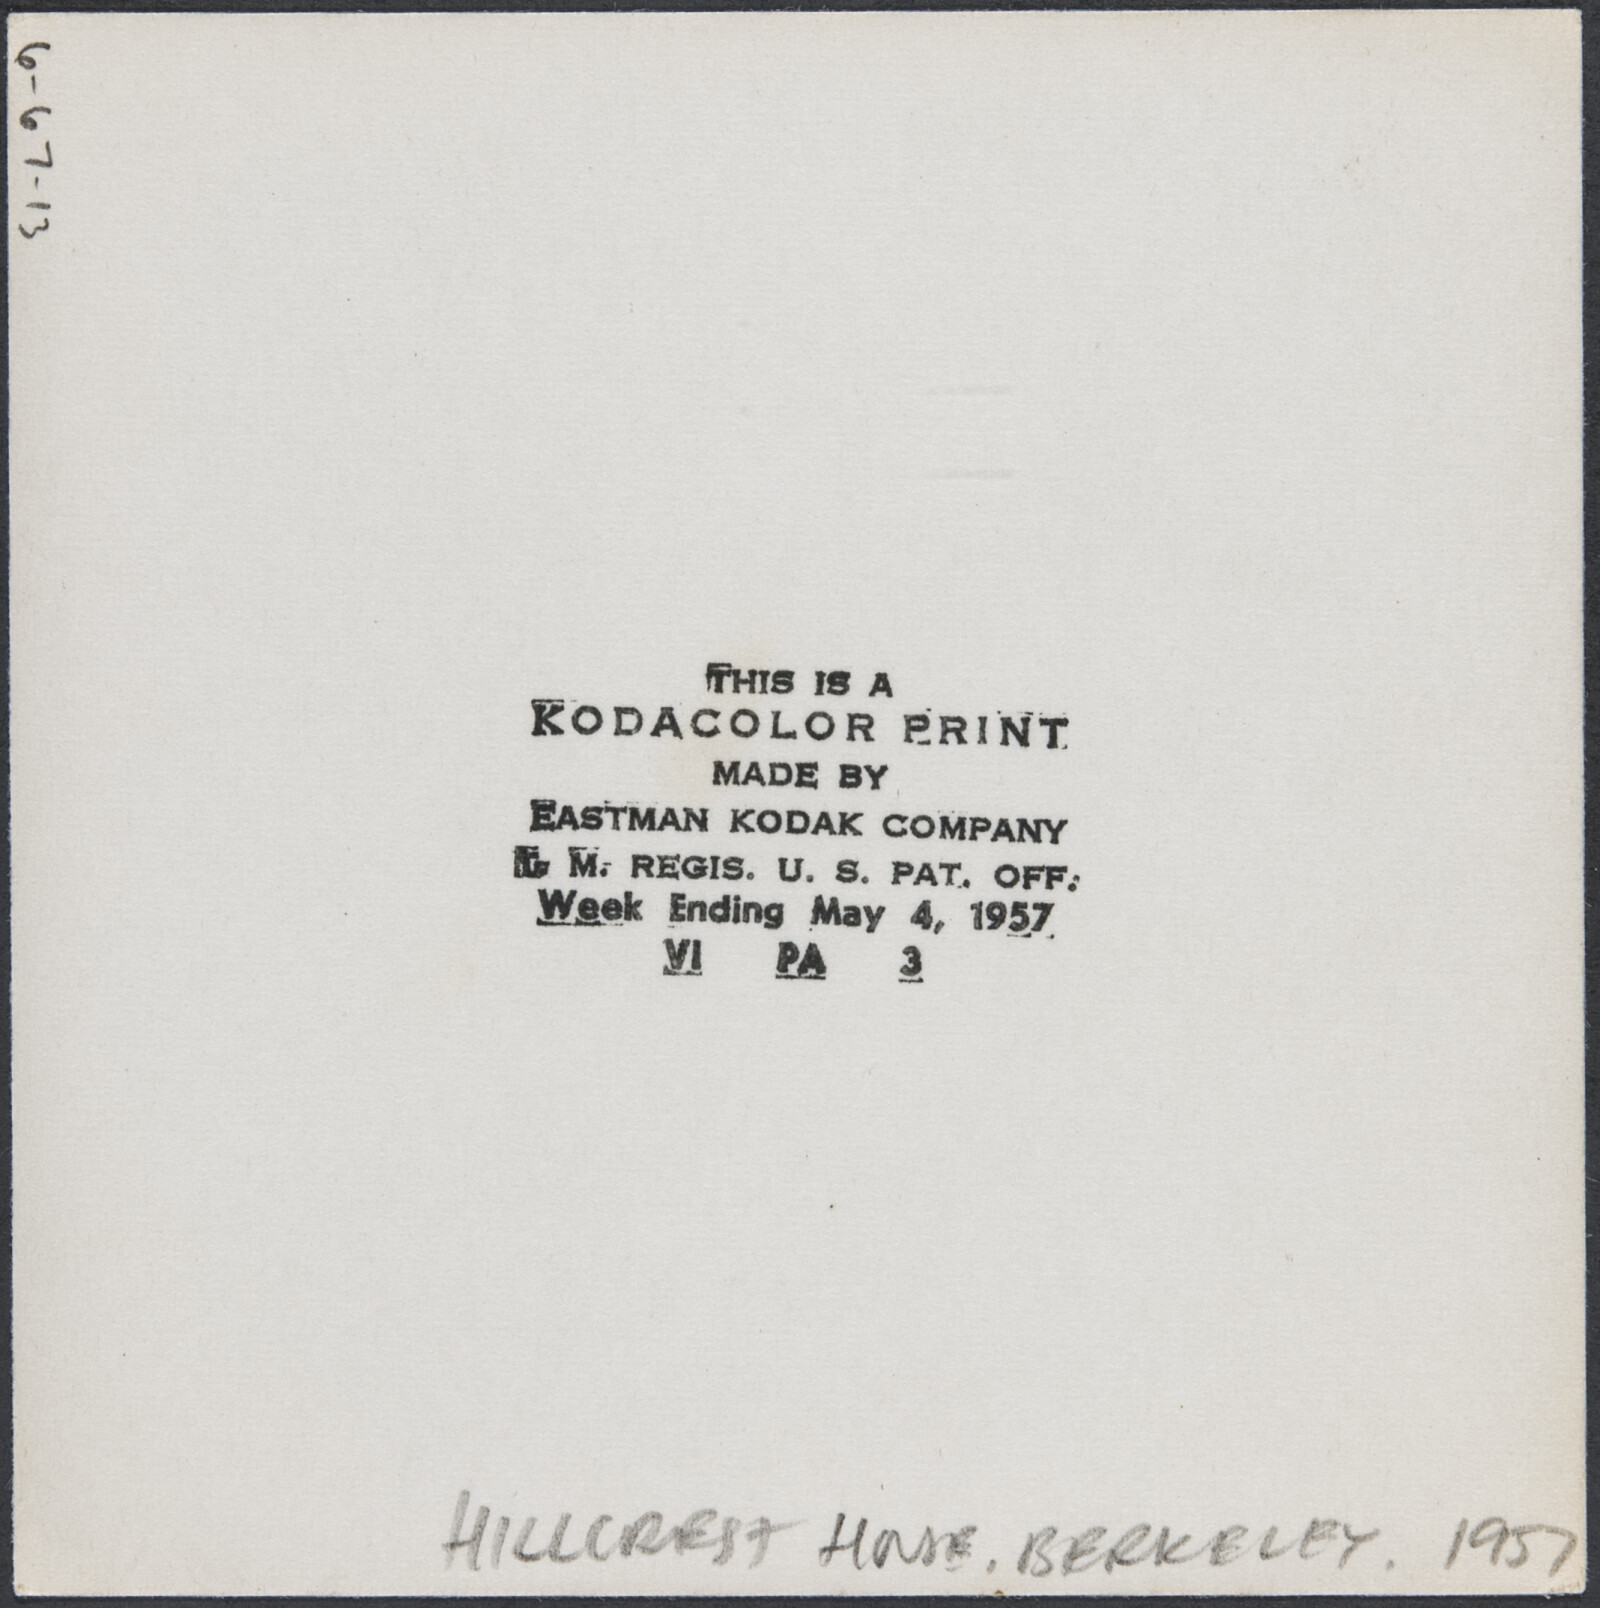 6-67-13
THIS IS A
KODACOLOR PRINT
MADE BY
EASTMAN KODAK COMPANY
T. M. REGIS. U. S. PAT. OFF.
Week Ending May 4, 1957
VI PA 3
HILLCREST HOUSE. BERKELEY. 1957